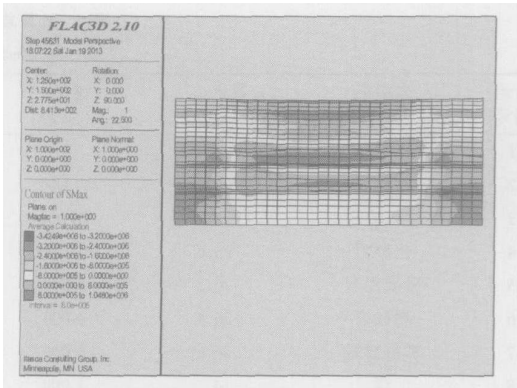 FLAC3D 2.10
Step 45631 Model Perspective
18:07:22 Sat Jan 19 2013
Center: Rotation:
X: 1.250e+002 X: 0.000
Y: 1.500e+002 Y: 0.000
Z: 2.775e+001 Z: 90.000
Dist: 8.413e+002 Mag.: 1
Ang.: 22.500
Plane Origin: Plane Normal:
X: 1.000e+002 X: 1.000e+000
Y: 0.000e+000 Y: 0.000e+000
Z: 0.000e+000 Z: 0.000e+000
Contour of SMax
Plane: on
Magfac = 1.000e+000
Average Calculation
-3.4249e+006 to -3.2000e+006
-3.2000e+006 to -2.4000e+006
-2.4000e+006 to -1.6000e+006
-1.6000e+006 to -8.0000e+005
-8.0000e+005 to 0.0000e+000
0.0000e+000 to 8.0000e+005
8.0000e+005 to 1.0480e+006
Interval = 8.0e+005
Itasca Consulting Group, Inc.
Minneapolis, MN USA